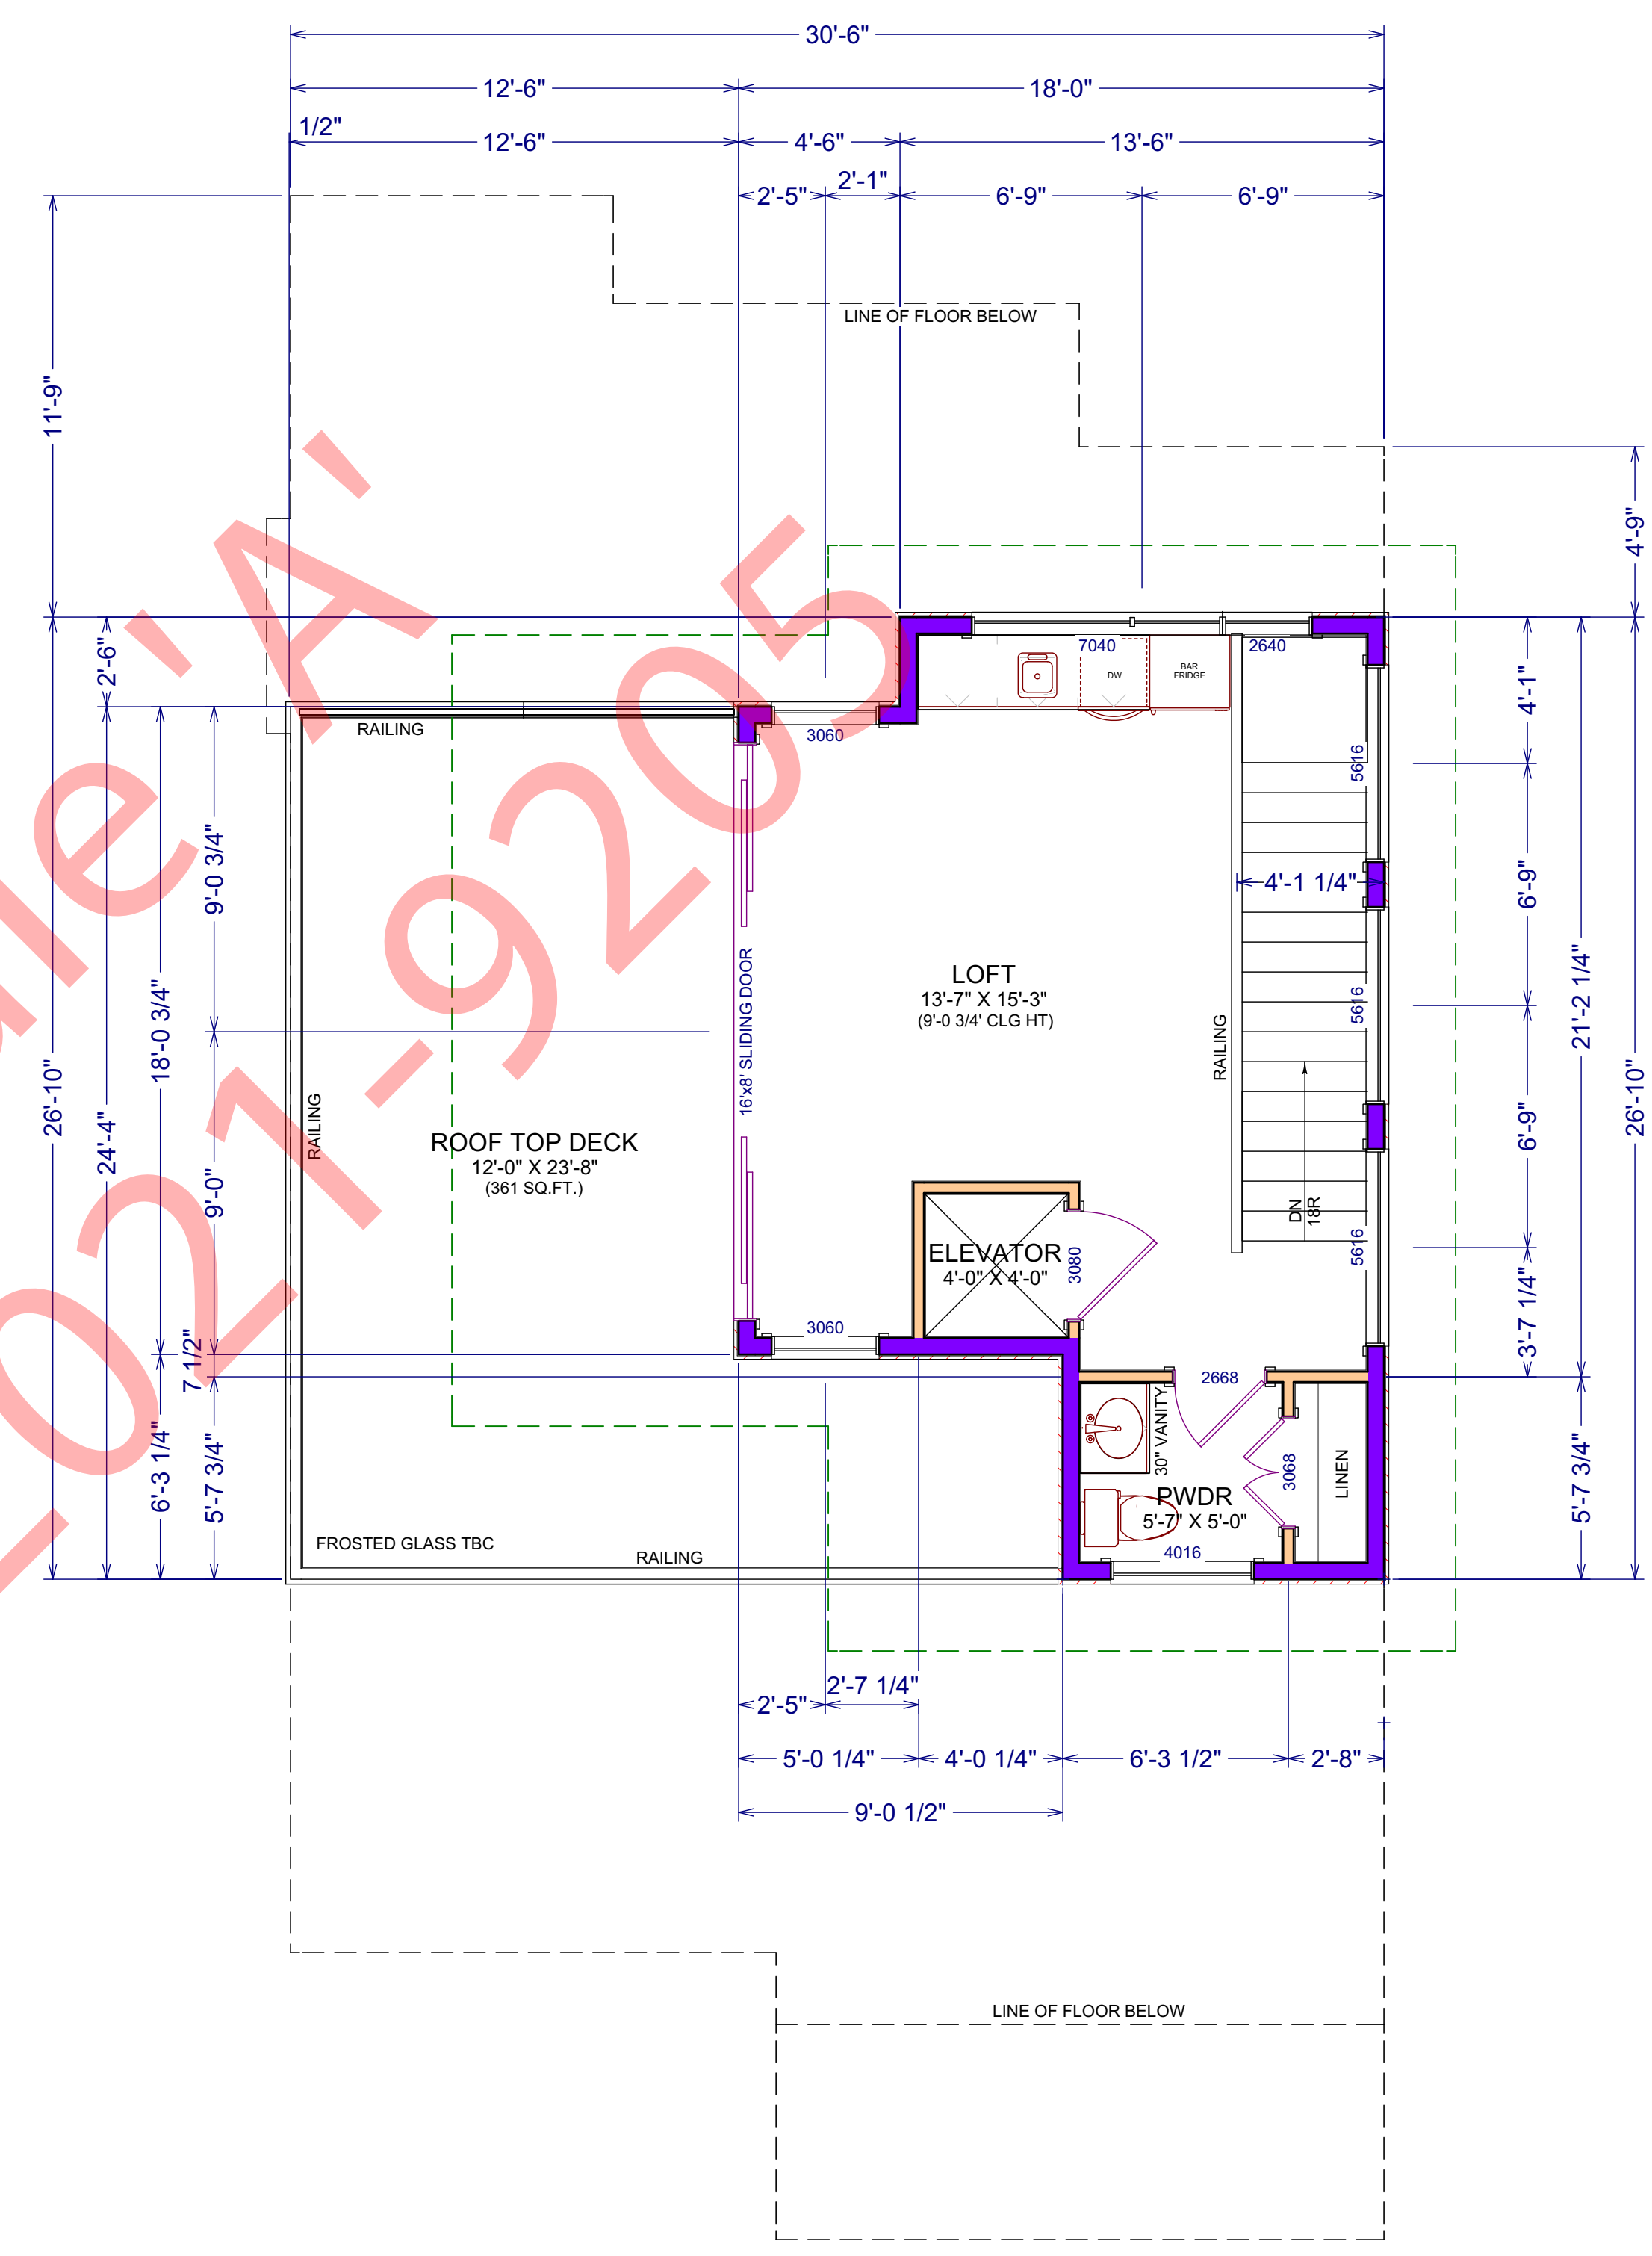 30'-6"
12'-6"
18'-0"
1/2"
12'-6"
4'-6"
13'-6"
2'-5"
2'-1"
6'-9"
6'-9"
LINE OF FLOOR BELOW
11'-9"
4'-9"
2'-6"
7040
2640
DW
BAR
FRIDGE
4'-1"
RAILING
3060
5616
9'-0 3/4"
4'-1 1/4"
6'-9"
'A'
021-9205
16'x8' SLIDING DOOR
LOFT
13'-7" X 15'-3"
(9'-0 3/4' CLG HT)
5616
21'-2 1/4"
18'-0 3/4"
RAILING
26'-10"
24'-4"
RAILING
ROOF TOP DECK
12'-0" X 23'-8"
(361 SQ.FT.)
9'-0"
6'-9"
26'-10"
DN
18R
ELEVATOR
4'-0" X 4'-0"
3080
5616
3060
3'-7 1/4"
7 1/2"
2668
30" VANITY
6'-3 1/4"
5'-7 3/4"
3068
LINEN
5'-7 3/4"
PWDR
5'-7" X 5'-0"
FROSTED GLASS TBC
RAILING
4016
2'-5"
2'-7 1/4"
5'-0 1/4"
4'-0 1/4"
6'-3 1/2"
2'-8"
9'-0 1/2"
LINE OF FLOOR BELOW